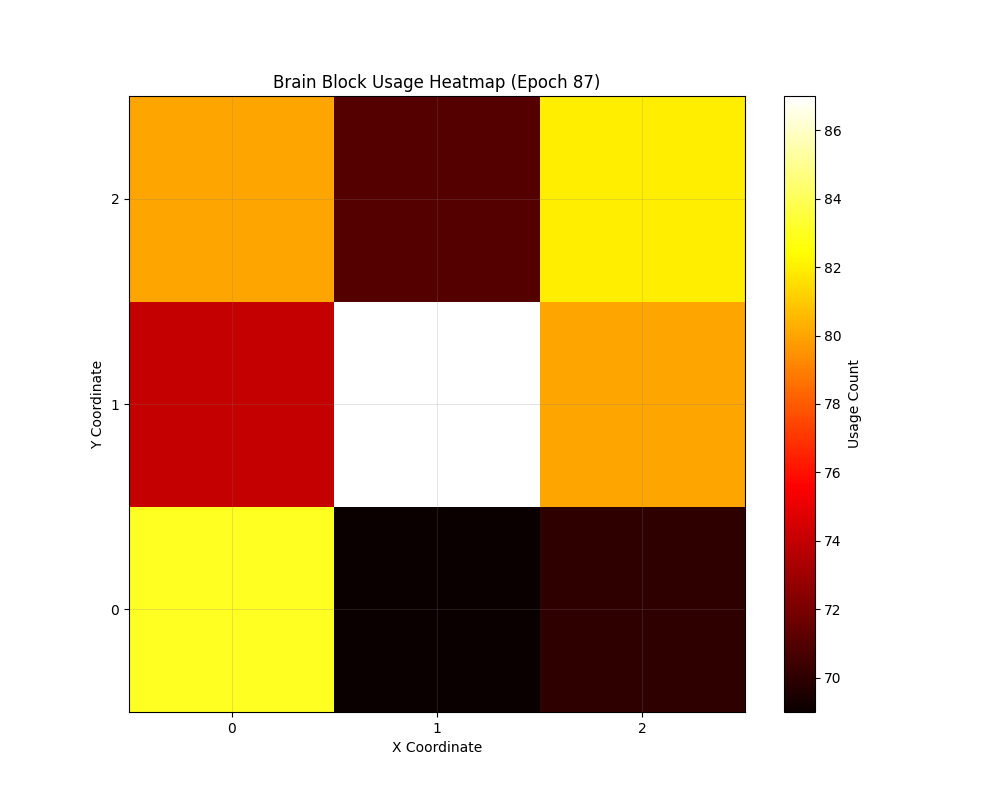 Brain Block Usage Heatmap (Epoch 87)
2
1
0
Y Coordinate
0 1 2
X Coordinate
86
84
82
80
78
76
74
72
70
Usage Count